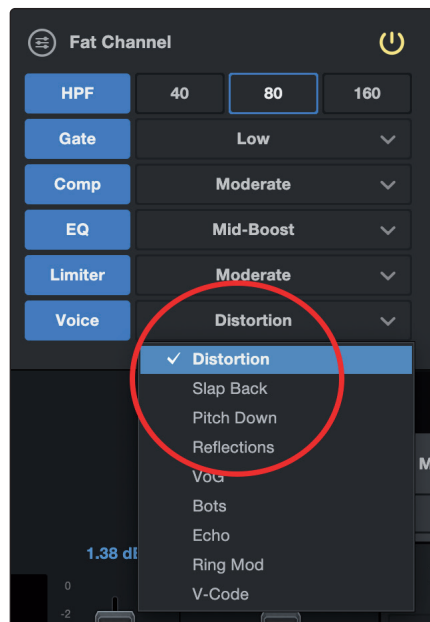 Fat Channel
HPF 40 80 160
Gate Low
Comp Moderate
EQ Mid-Boost
Limiter Moderate
Voice Distortion
✓ Distortion
Slap Back
Pitch Down
Reflections
VoG
Bots
Echo
1.38 dB
Ring Mod
0
V-Code
-2
M